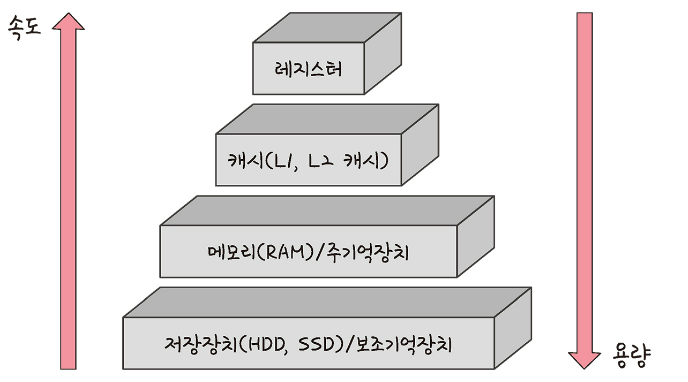 속도
레지스터
캐시(L1, L2 캐시)
메모리(RAM)/주기억장치
저장장치(HDD, SSD)/보조기억장치
용량